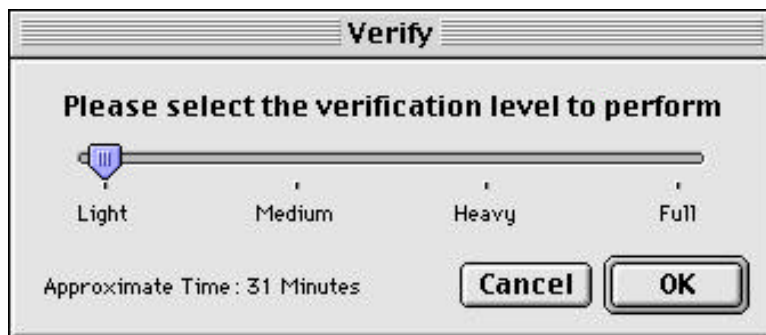 Verify
Please select the verification level to perform
Light Medium Heavy Full
Approximate Time: 31 Minutes Cancel OK